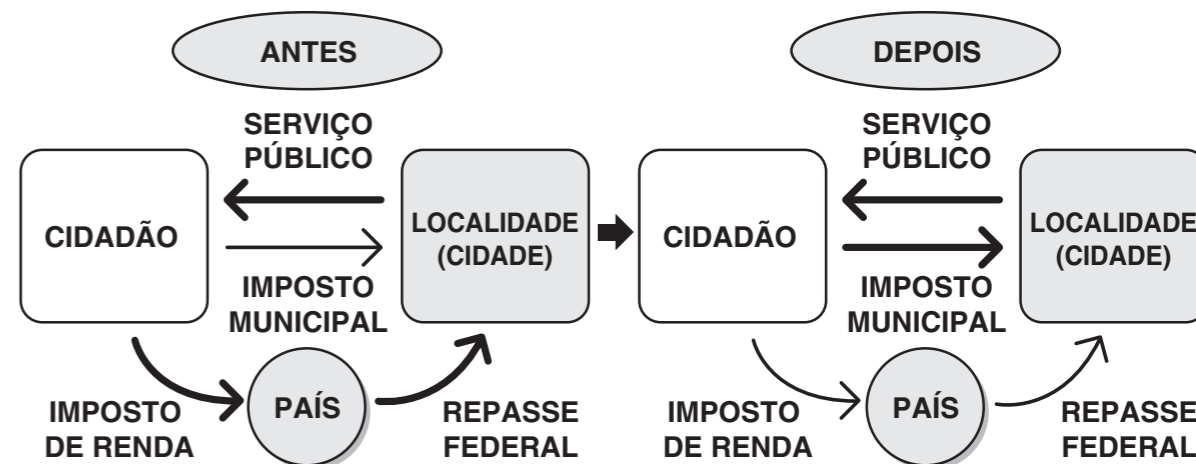 ANTES
SERVIÇO
PÚBLICO
CIDADÃO
LOCALIDADE
(CIDADE)
IMPOSTO
MUNICIPAL
IMPOSTO
DE RENDA
PAÍS
REPASSE
FEDERAL
DEPOIS
SERVIÇO
PÚBLICO
CIDADÃO
LOCALIDADE
(CIDADE)
IMPOSTO
MUNICIPAL
IMPOSTO
DE RENDA
PAÍS
REPASSE
FEDERAL